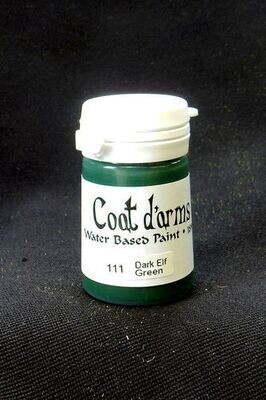 Coat d'arms
Water Based Paint •
111 Dark Elf
Green